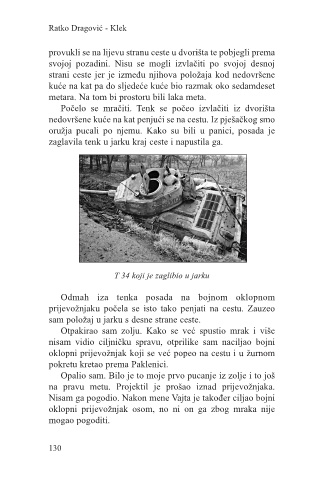 Ratko Dragović - Klek
provukli se na lijevu stranu ceste u dvorišta te pobjegli prema
svojoj pozadini. Nisu se mogli izvlačiti po svojoj desnoj
strani ceste jer je između njihova položaja kod nedovršene
kuće na kat pa do sljedeće kuće bio razmak oko sedamdeset
metara. Na tom bi prostoru bili laka meta.
Počelo se mračiti. Tenk se počeo izvlačiti iz dvorišta
nedovršene kuće na kat penjući se na cestu. Iz pješačkog smo
oružja pucali po njemu. Kako su bili u panici, posada je
zaglavila tenk u jarku kraj ceste i napustila ga.
T 34 koji je zaglibio u jarku
Odmah iza tenka posada na bojnom oklopnom
prijevožnjaku počela se isto tako penjati na cestu. Zauzeo
sam položaj u jarku s desne strane ceste.
Otpakirao sam zolju. Kako se već spustio mrak i više
nisam vidio ciljničku spravu, otprilike sam naciljao bojni
oklopni prijevožnjak koji se već popeo na cestu i u žurnom
pokretu kretao prema Paklenici.
Opalio sam. Bilo je to moje prvo pucanje iz zolje i to još
na pravu metu. Projektil je prošao iznad prijevožnjaka.
Nisam ga pogodio. Nakon mene Vajta je također ciljao bojni
oklopni prijevožnjak osom, no ni on ga zbog mraka nije
mogao pogoditi.
130